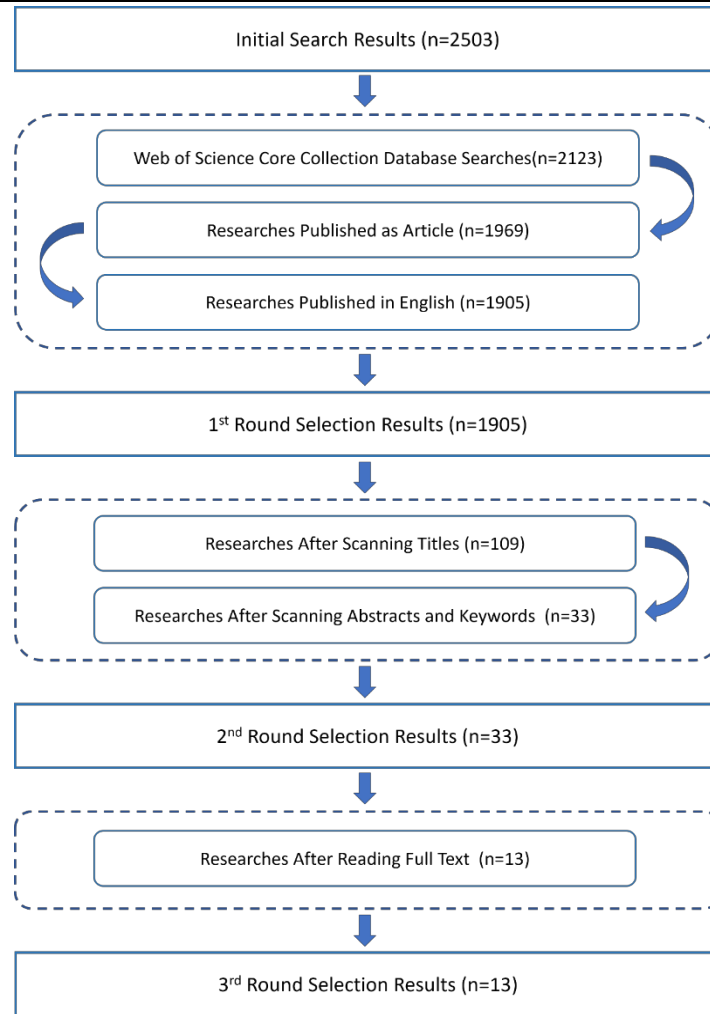 Initial Search Results (n=2503)
Web of Science Core Collection Database Searches(n=2123)
Researches Published as Article (n=1969)
Researches Published in English (n=1905)
1st Round Selection Results (n=1905)
Researches After Scanning Titles (n=109)
Researches After Scanning Abstracts and Keywords (n=33)
2nd Round Selection Results (n=33)
Researches After Reading Full Text (n=13)
3rd Round Selection Results (n=13)